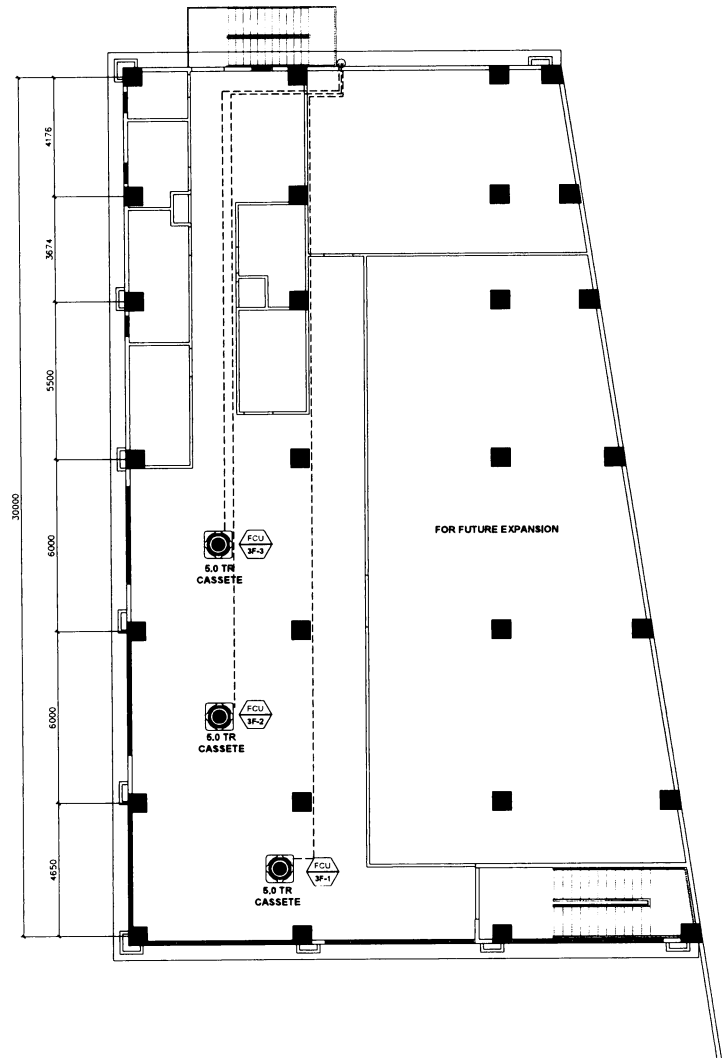 4176
3674
5500
30000
6000
6000
4650
FOR FUTURE EXPANSION
FCU
3F-3
5.0 TR
CASSETE
FCU
3F-2
5.0 TR
CASSETE
FCU
3F-1
5.0 TR
CASSETE